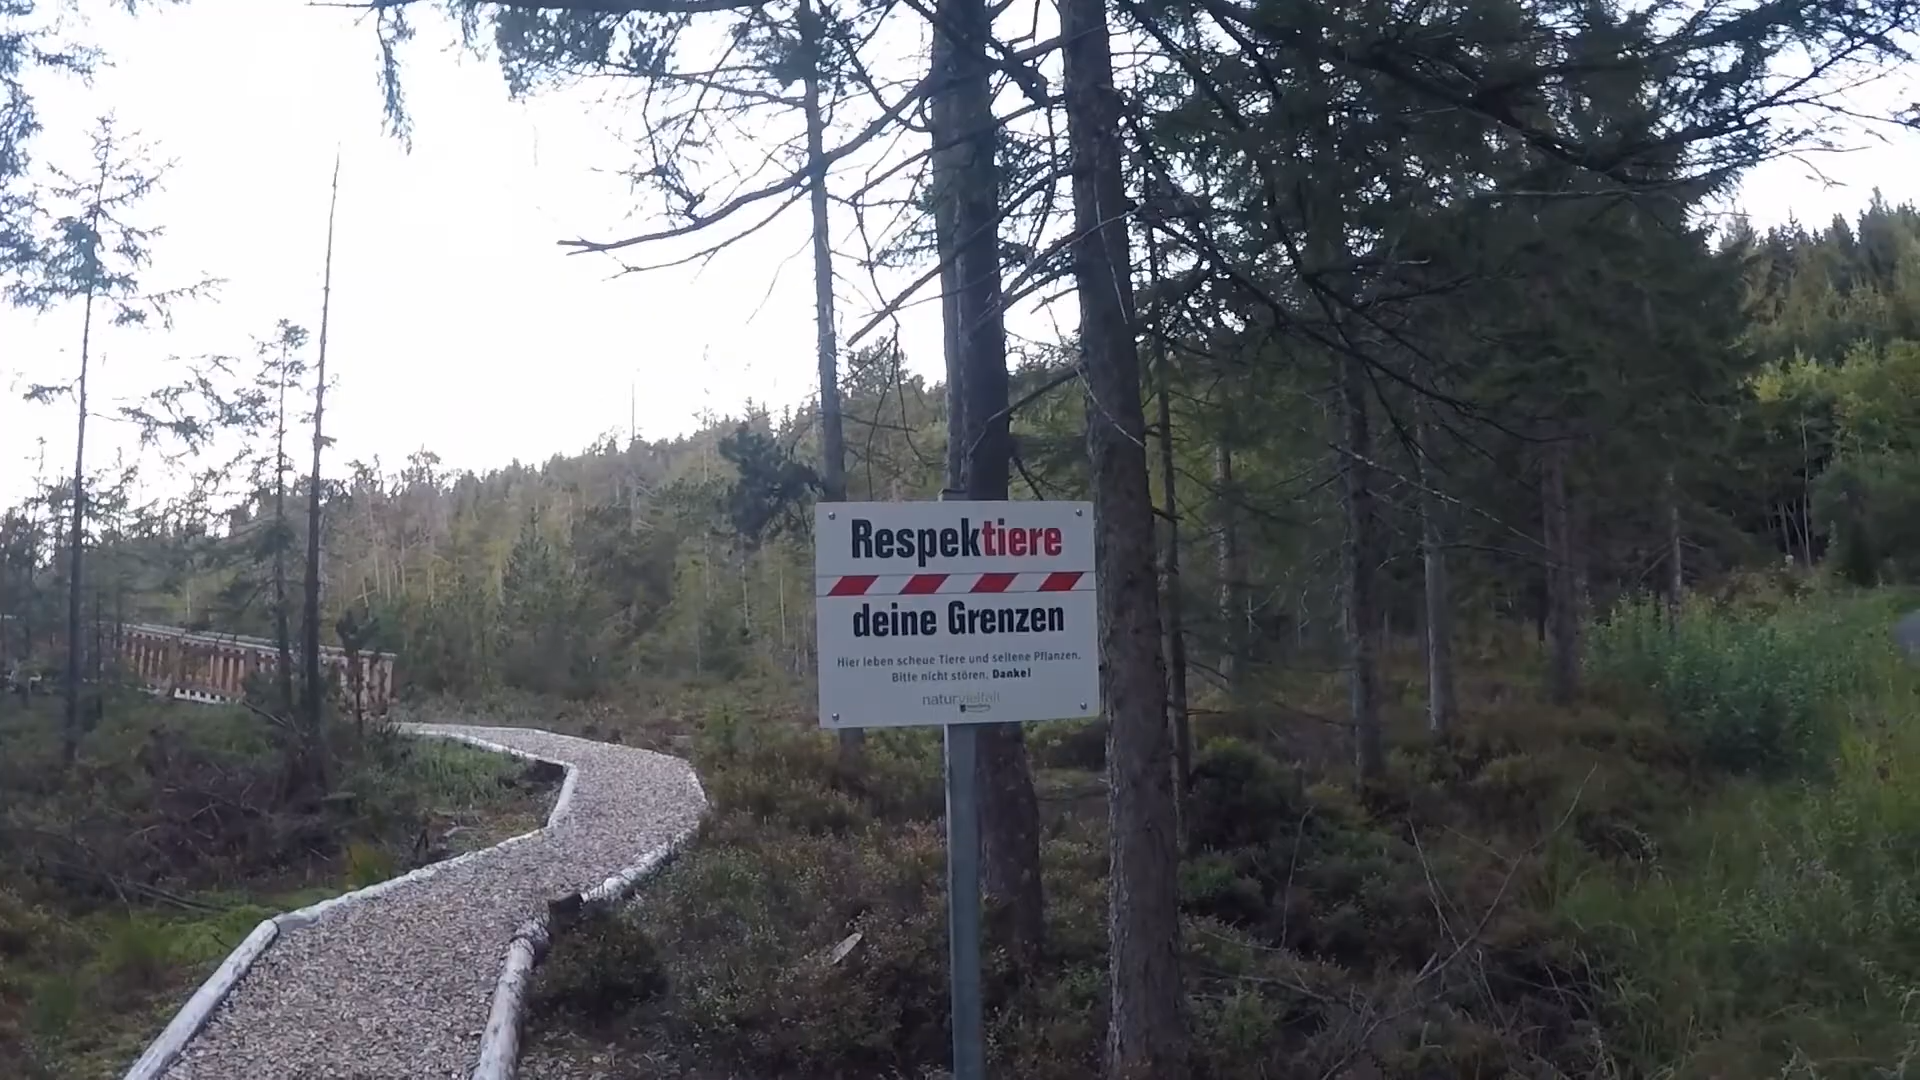 Respektiere
deine Grenzen
Hier leben scheue Tiere und seltene Pflanzen.
Bitte nicht stören. Danke!
naturvielfalt